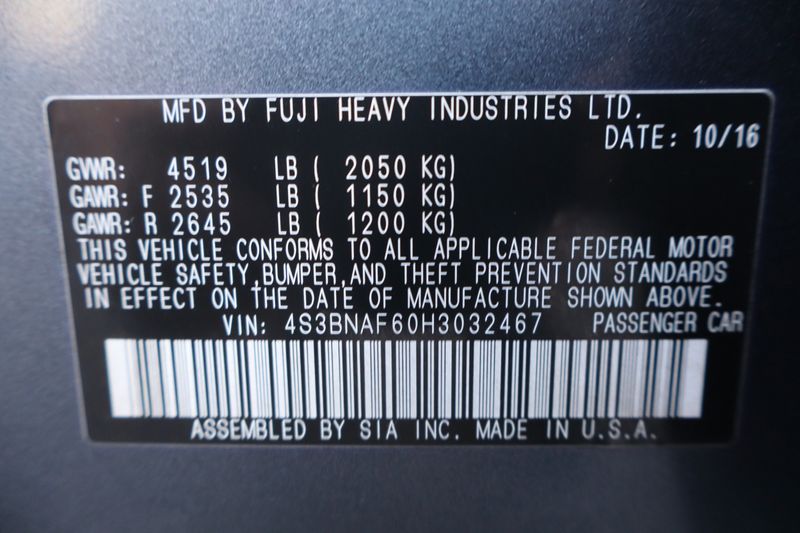 MFD BY FUJI HEAVY INDUSTRIES LTD.
DATE: 10/16
GVWR: 4519 LB ( 2050 KG)
GAWR: F 2535 LB ( 1150 KG)
GAWR: R 2645 LB ( 1200 KG)
THIS VEHICLE CONFORMS TO ALL APPLICABLE FEDERAL MOTOR
VEHICLE SAFETY,BUMPER,AND THEFT PREVENTION STANDARDS
IN EFFECT ON THE DATE OF MANUFACTURE SHOWN ABOVE.
VIN: 4S3BNAF60H3032467 PASSENGER CAR
ASSEMBLED BY SIA INC. MADE IN U.S.A.